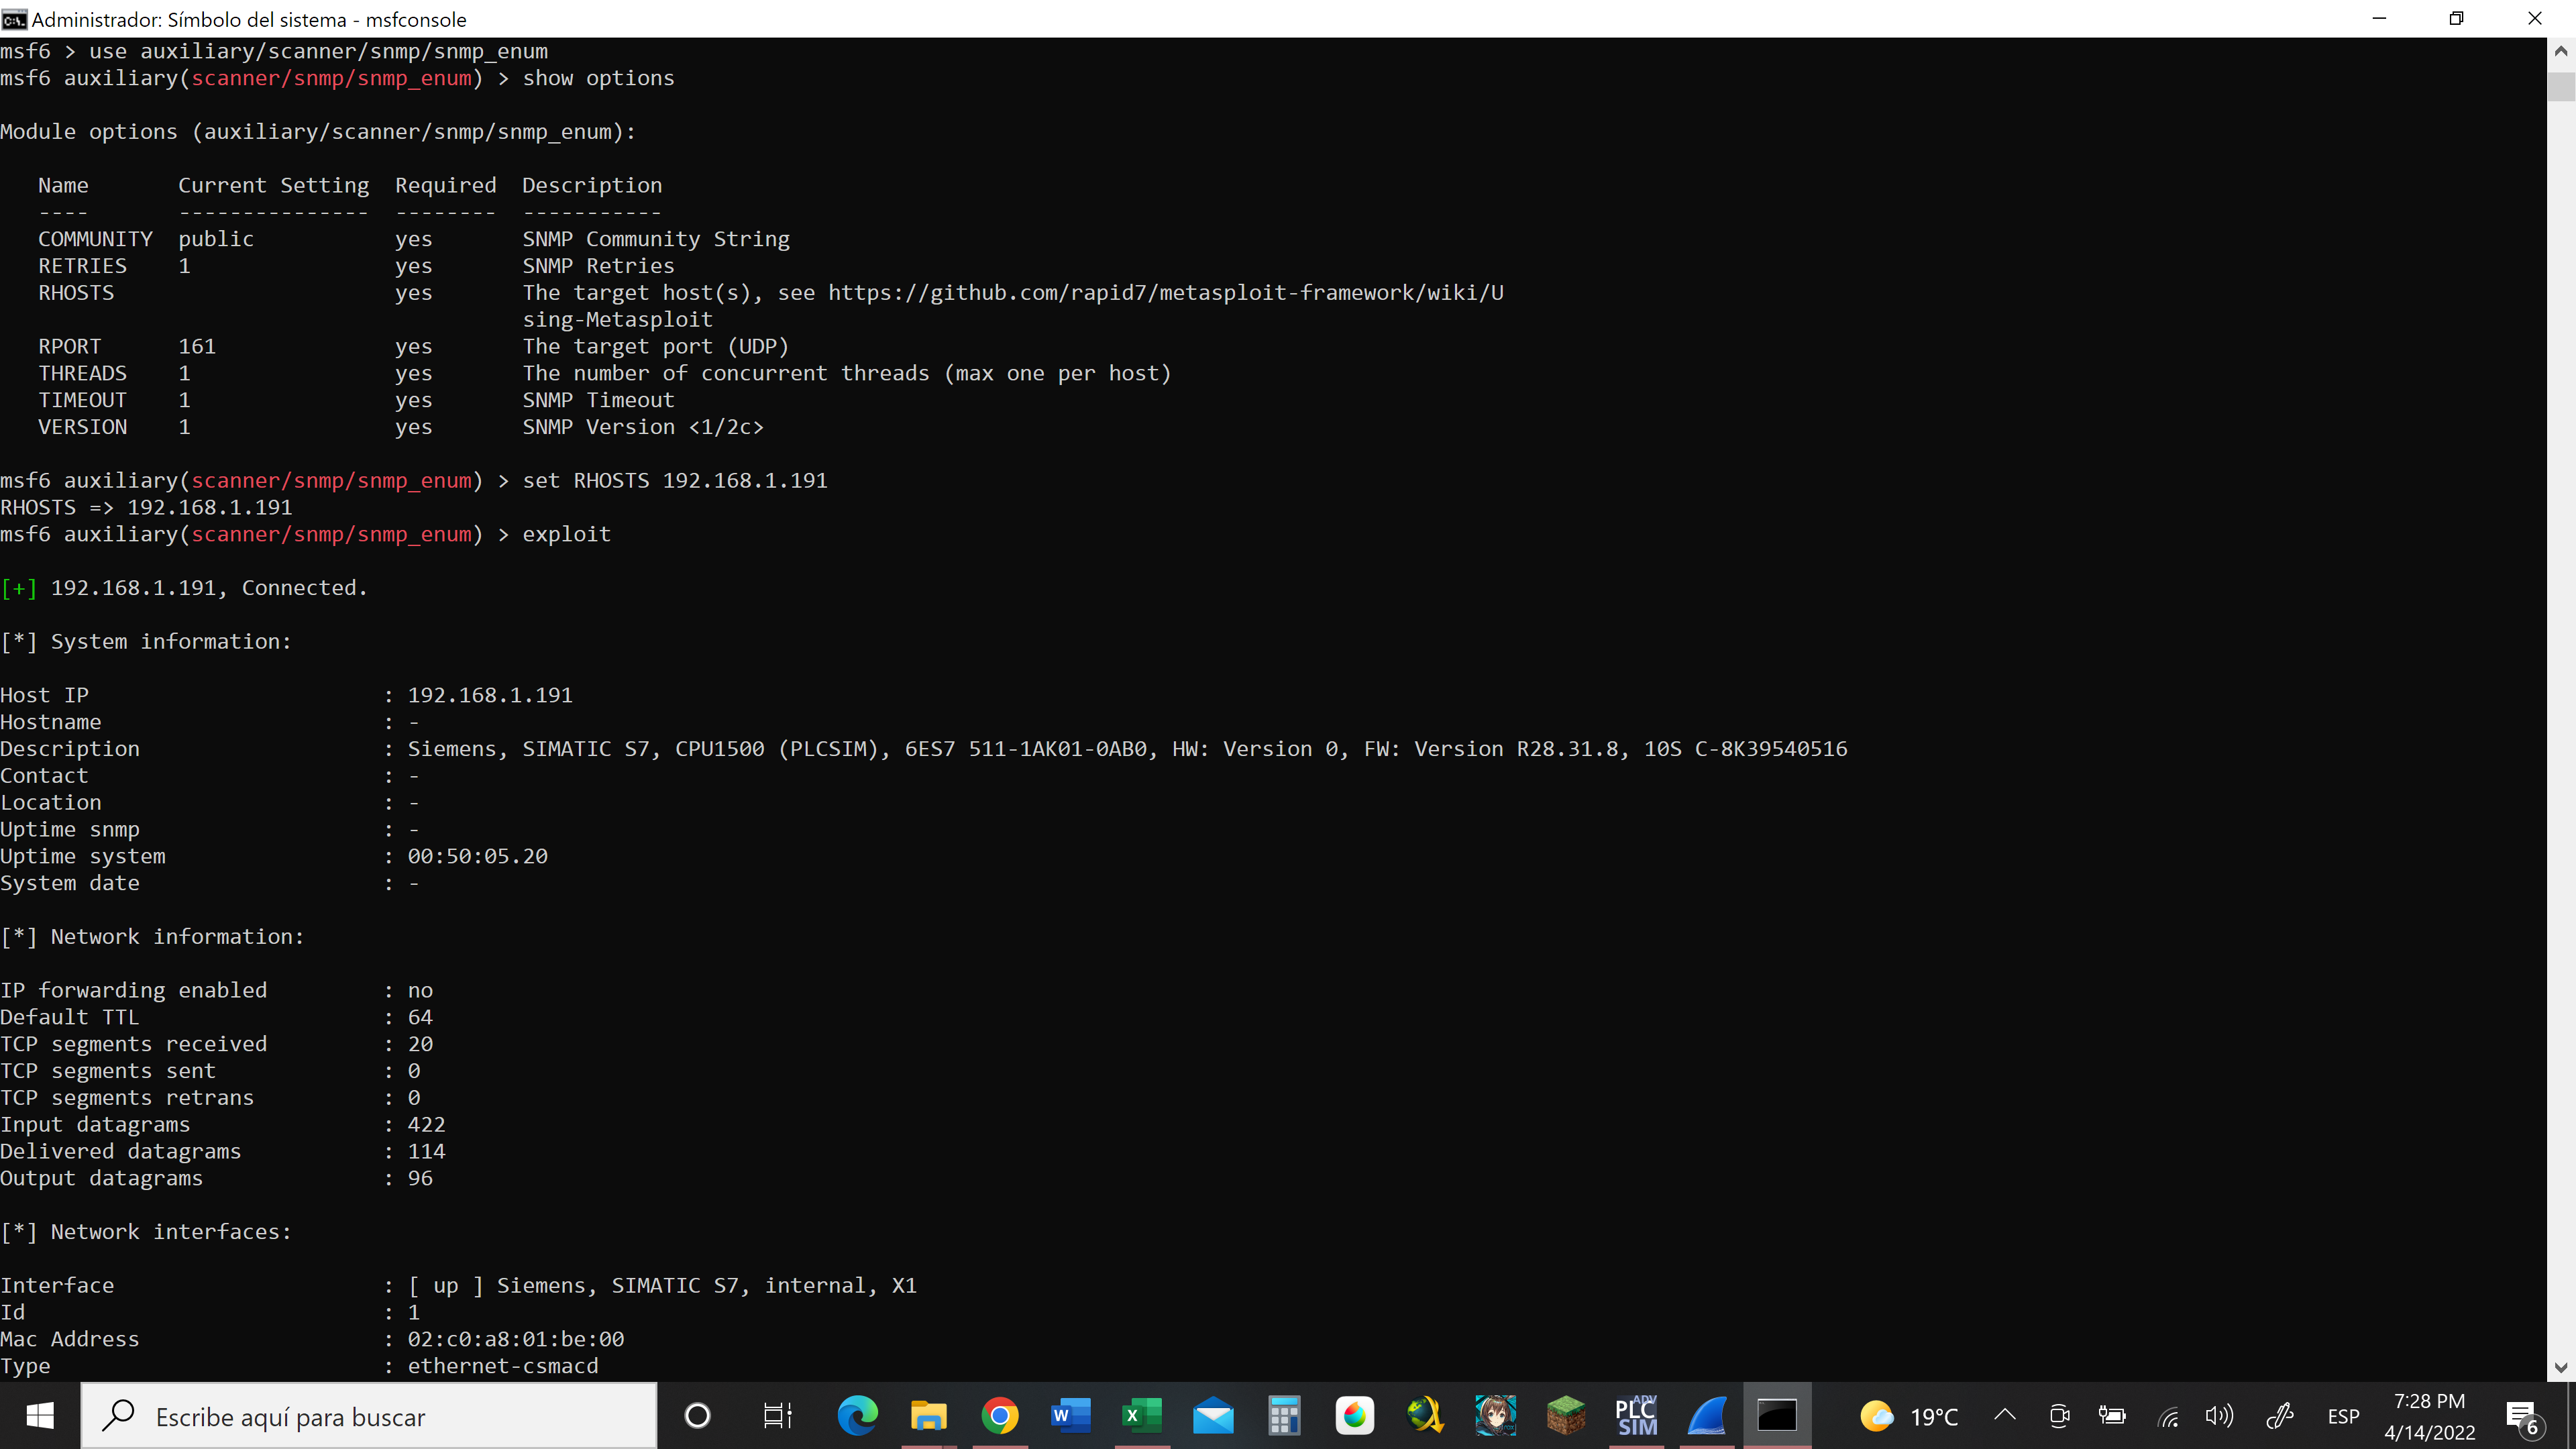 Administrador: Símbolo del sistema - msfconsole
msf6 > use auxiliary/scanner/snmp/snmp_enum
msf6 auxiliary(scanner/snmp/snmp_enum) > show options
Module options (auxiliary/scanner/snmp/snmp_enum):
Name       Current Setting  Required  Description
----       ---------------  --------  -----------
COMMUNITY  public           yes       SNMP Community String
RETRIES    1                yes       SNMP Retries
RHOSTS                      yes       The target host(s), see https://github.com/rapid7/metasploit-framework/wiki/U
sing-Metasploit
RPORT      161              yes       The target port (UDP)
THREADS    1                yes       The number of concurrent threads (max one per host)
TIMEOUT    1                yes       SNMP Timeout
VERSION    1                yes       SNMP Version <1/2c>
msf6 auxiliary(scanner/snmp/snmp_enum) > set RHOSTS 192.168.1.191
RHOSTS => 192.168.1.191
msf6 auxiliary(scanner/snmp/snmp_enum) > exploit
[+] 192.168.1.191, Connected.
[*] System information:
Host IP                       : 192.168.1.191
Hostname                      : -
Description                   : Siemens, SIMATIC S7, CPU1500 (PLCSIM), 6ES7 511-1AK01-0AB0, HW: Version 0, FW: Version R28.31.8, 10S C-8K39540516
Contact                       : -
Location                      : -
Uptime snmp                   : -
Uptime system                 : 00:50:05.20
System date                   : -
[*] Network information:
IP forwarding enabled         : no
Default TTL                   : 64
TCP segments received         : 20
TCP segments sent             : 0
TCP segments retrans          : 0
Input datagrams               : 422
Delivered datagrams           : 114
Output datagrams              : 96
[*] Network interfaces:
Interface                     : [ up ] Siemens, SIMATIC S7, internal, X1
Id                            : 1
Mac Address                   : 02:c0:a8:01:be:00
Type                          : ethernet-csmacd
Escribe aquí para buscar
W
X
ADV
PLC
SIM
19°C
ESP
7:28 PM
4/14/2022
6